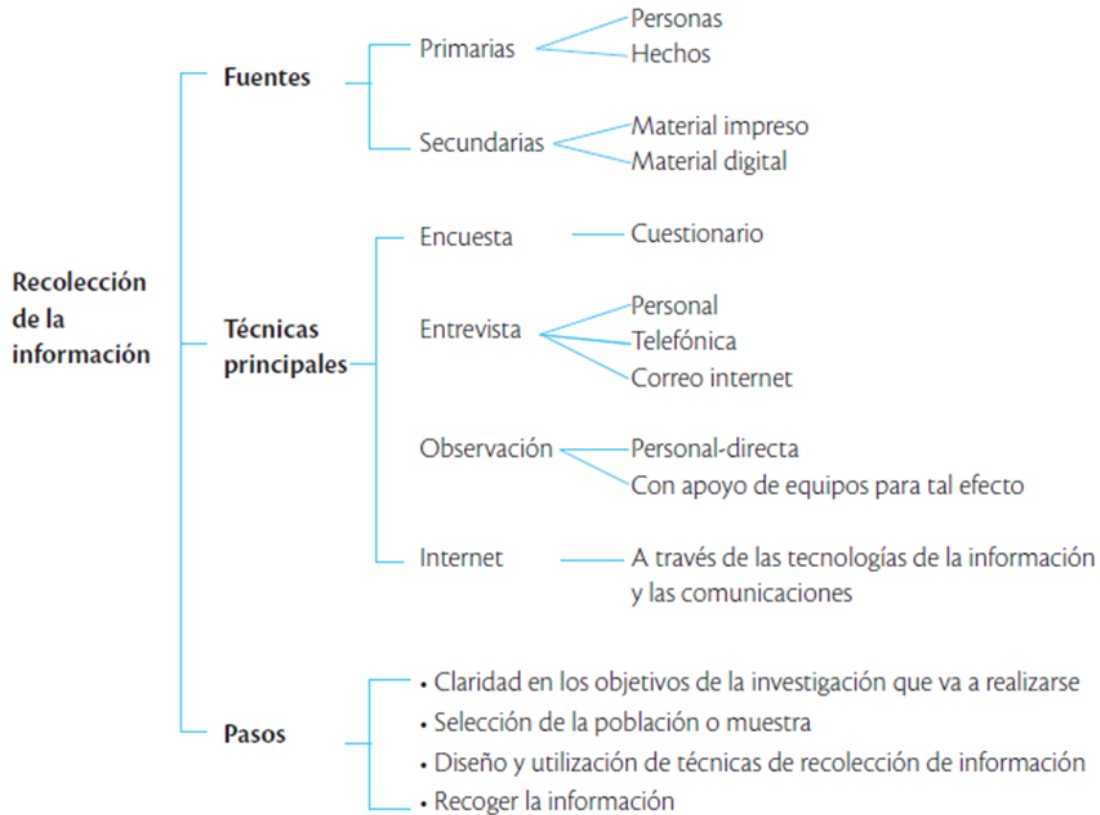 Recolección
de la
información
Fuentes
Primarias
Personas
Hechos
Secundarias
Material impreso
Material digital
Técnicas
principales
Encuesta
Cuestionario
Entrevista
Personal
Telefónica
Correo internet
Observación
Personal-directa
Con apoyo de equipos para tal efecto
Internet
A través de las tecnologías de la información
y las comunicaciones
Pasos
• Claridad en los objetivos de la investigación que va a realizarse
• Selección de la población o muestra
• Diseño y utilización de técnicas de recolección de información
• Recoger la información